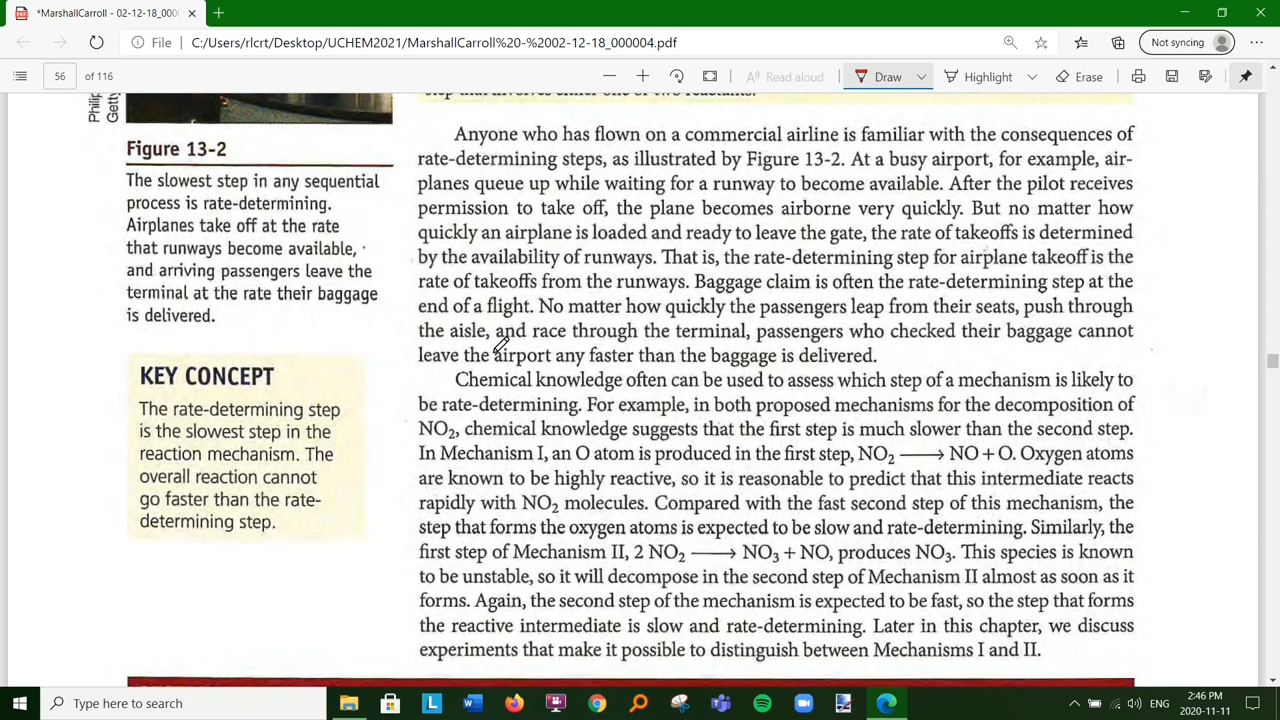 *MarshallCarroll - 02-12-18_0000
File
C:/Users/rlcrt/Desktop/UCHEM2021/MarshallCarroll%20-%2002-12-18_000004.pdf
Not syncing
56 of 116
Read aloud
Draw
Highlight
Erase
Philip
Getty
Figure 13-2
The slowest step in any sequential
process is rate-determining.
Airplanes take off at the rate
that runways become available,
and arriving passengers leave the
terminal at the rate their baggage
is delivered.
KEY CONCEPT
The rate-determining step
is the slowest step in the
reaction mechanism. The
overall reaction cannot
go faster than the rate-
determining step.
step that involves either one or two reactants.
Anyone who has flown on a commercial airline is familiar with the consequences of
rate-determining steps, as illustrated by Figure 13-2. At a busy airport, for example, air-
planes queue up while waiting for a runway to become available. After the pilot receives
permission to take off, the plane becomes airborne very quickly. But no matter how
quickly an airplane is loaded and ready to leave the gate, the rate of takeoffs is determined
by the availability of runways. That is, the rate-determining step for airplane takeoff is the
rate of takeoffs from the runways. Baggage claim is often the rate-determining step at the
end of a flight. No matter how quickly the passengers leap from their seats, push through
the aisle, and race through the terminal, passengers who checked their baggage cannot
leave the airport any faster than the baggage is delivered.
Chemical knowledge often can be used to assess which step of a mechanism is likely to
be rate-determining. For example, in both proposed mechanisms for the decomposition of
NO₂, chemical knowledge suggests that the first step is much slower than the second step.
In Mechanism I, an O atom is produced in the first step, NO₂ ⟶ NO + O. Oxygen atoms
are known to be highly reactive, so it is reasonable to predict that this intermediate reacts
rapidly with NO₂ molecules. Compared with the fast second step of this mechanism, the
step that forms the oxygen atoms is expected to be slow and rate-determining. Similarly, the
first step of Mechanism II, 2 NO₂ ⟶ NO₃ + NO, produces NO₃. This species is known
to be unstable, so it will decompose in the second step of Mechanism II almost as soon as it
forms. Again, the second step of the mechanism is expected to be fast, so the step that forms
the reactive intermediate is slow and rate-determining. Later in this chapter, we discuss
experiments that make it possible to distinguish between Mechanisms I and II.
Type here to search
ENG
2:46 PM
2020-11-11